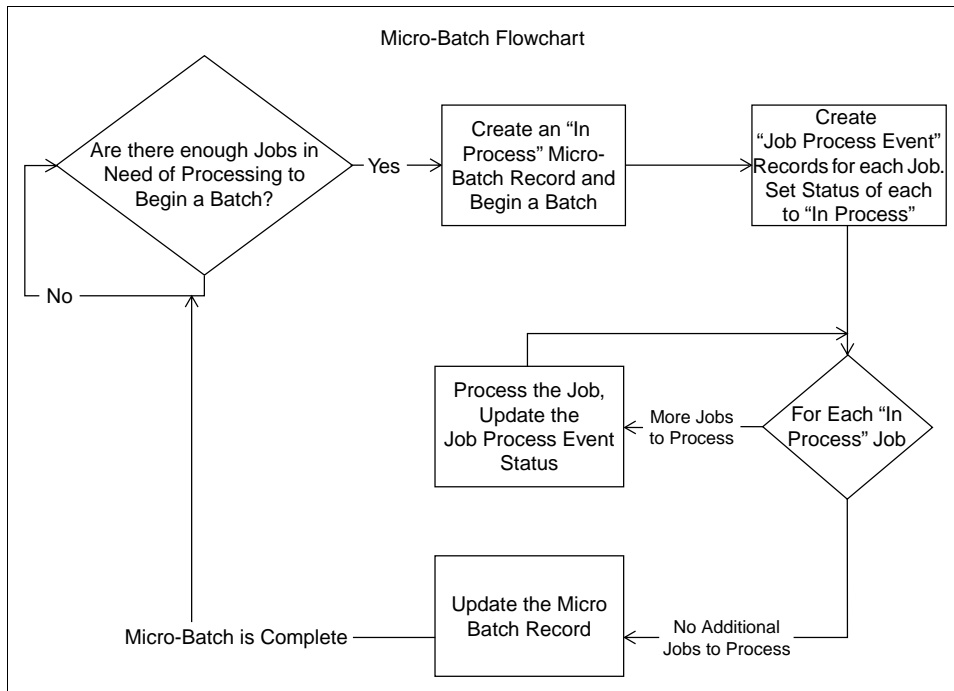 Micro-Batch Flowchart
Are there enough Jobs in
Need of Processing to
Begin a Batch?
Yes
No
Create an “In
Process” Micro-
Batch Record and
Begin a Batch
Create
“Job Process Event”
Records for each Job.
Set Status of each
to “In Process”
For Each “In
Process” Job
More Jobs
to Process
Process the Job,
Update the
Job Process Event
Status
No Additional
Jobs to Process
Update the Micro
Batch Record
Micro-Batch is Complete